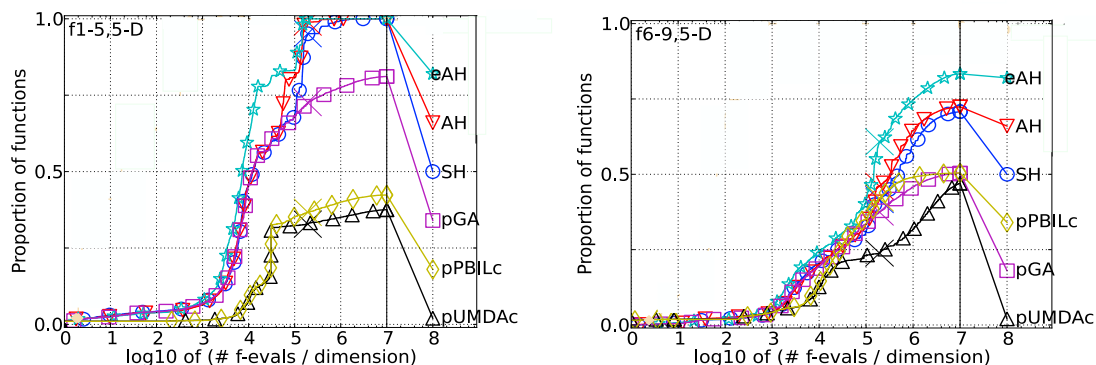 f1-5,5-D
1.0
0.5
0.0
Proportion of functions
0 1 2 3 4 5 6 7 8
log10 of (# f-evals / dimension)
eAH
AH
SH
pGA
pPBILc
pUMDAc
f6-9,5-D
1.0
0.5
0.0
Proportion of functions
0 1 2 3 4 5 6 7 8
log10 of (# f-evals / dimension)
eAH
AH
SH
pPBILc
pGA
pUMDAc